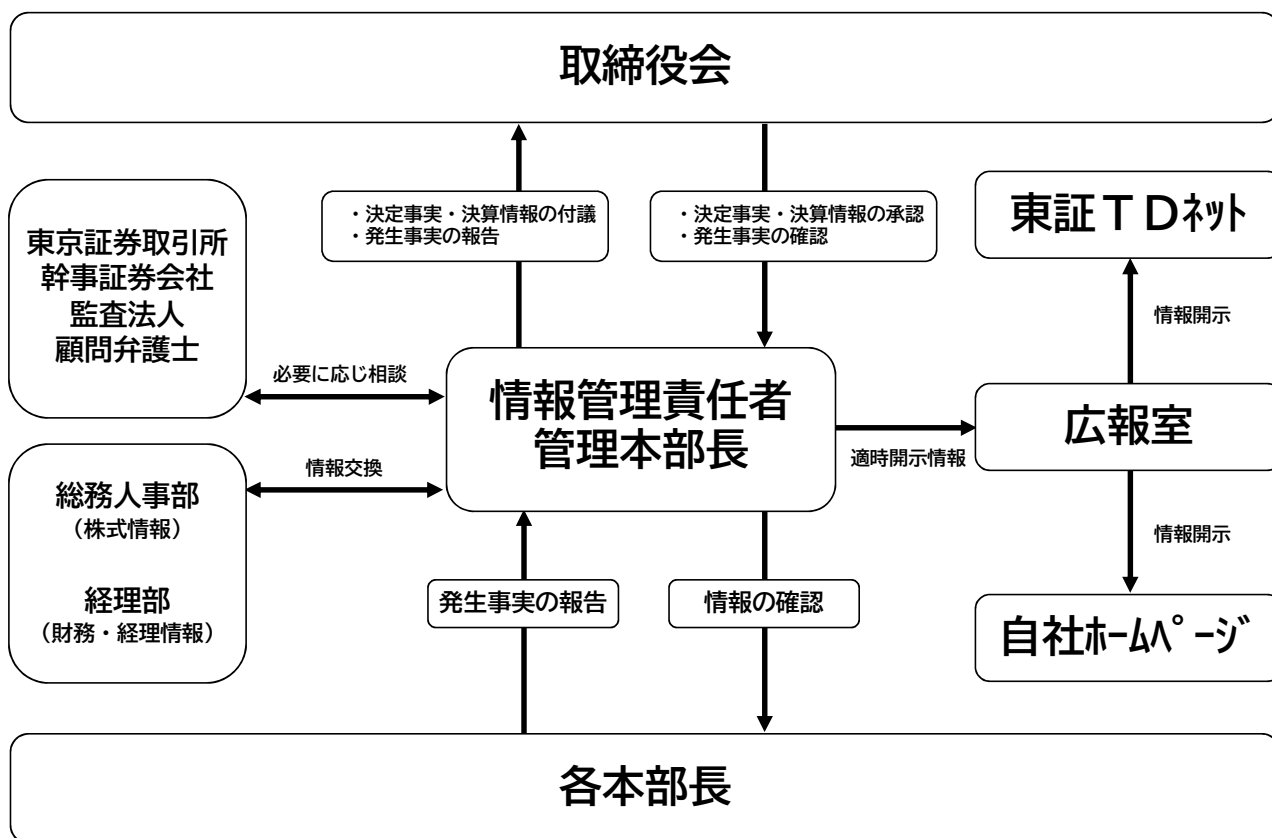 取締役会
・決定事実・決算情報の付議
・発生事実の報告
・決定事実・決算情報の承認
・発生事実の確認
東京証券取引所
幹事証券会社
監査法人
顧問弁護士
東証ＴＤネット
情報開示
必要に応じ相談
情報管理責任者
管理本部長
適時開示情報
広報室
情報交換
総務人事部
（株式情報）
経理部
（財務・経理情報）
情報開示
発生事実の報告
情報の確認
自社ホームページ
各本部長